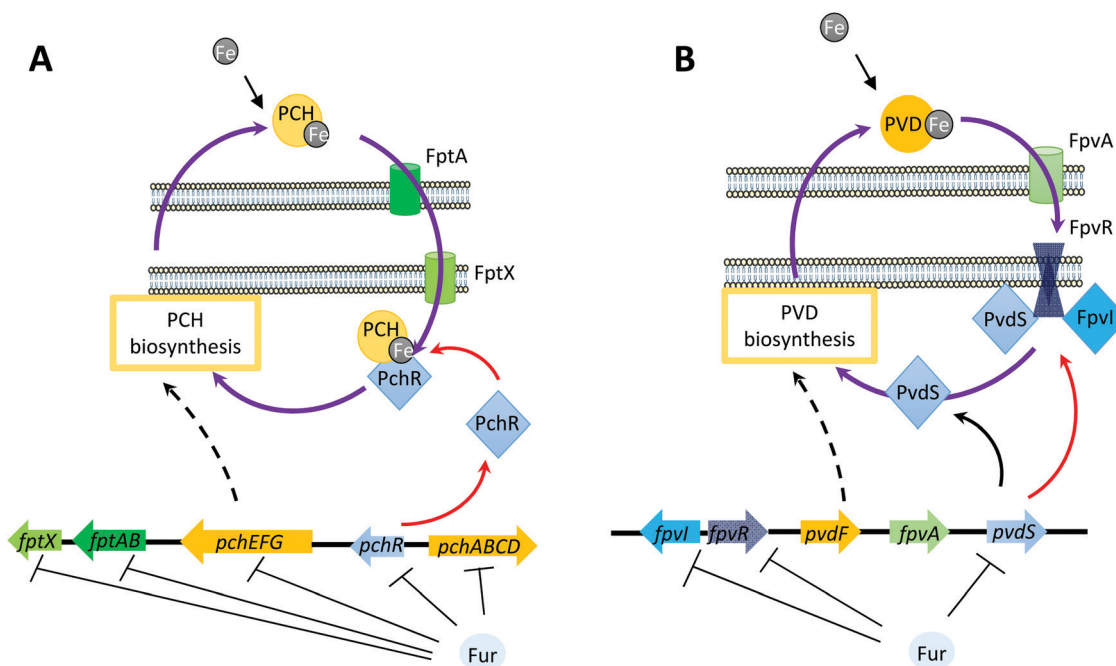 A
Fe
PCH
Fe
FptA
FptX
PCH
biosynthesis
PCH
Fe
PchR
PchR
fptX
fptAB
pchEFG
pchR
pchABCD
Fur
B
Fe
PVD
Fe
FpvA
FpvR
PVD
biosynthesis
PvdS
FpvI
PvdS
fpvI
fpvR
pvdF
fpvA
pvdS
Fur